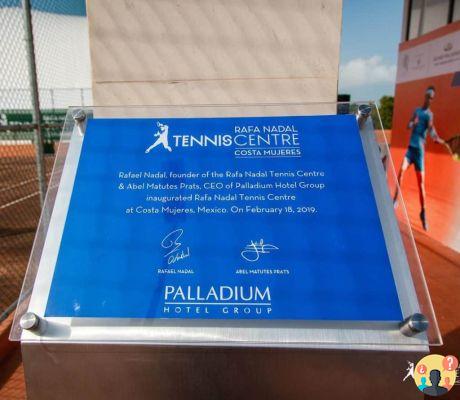 RAFA NADAL
TENNIS CENTRE
COSTA MUJERES
Rafael Nadal, founder of the Rafa Nadal Tennis Centre
& Abel Matutes Prats, CEO of Palladium Hotel Group
inaugurated Rafa Nadal Tennis Centre
at Costa Mujeres, Mexico. On February 18, 2019.
RAFAEL NADAL
ABEL MATUTES PRATS
PALLADIUM
HOTEL GROUP